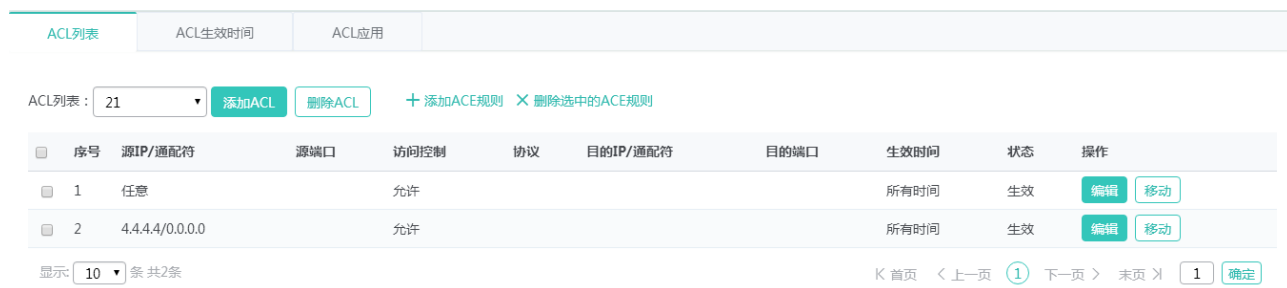 ACL列表 ACL生效时间 ACL应用
ACL列表： 21 添加ACL 删除ACL 添加ACE规则 删除选中的ACE规则
序号 源IP/通配符 源端口 访问控制 协议 目的IP/通配符 目的端口 生效时间 状态 操作
1 任意 允许 所有时间 生效 编辑 移动
2 4.4.4.4/0.0.0.0 允许 所有时间 生效 编辑 移动
显示: 10 条 共2条 首页 上一页 1 下一页 末页 1 确定